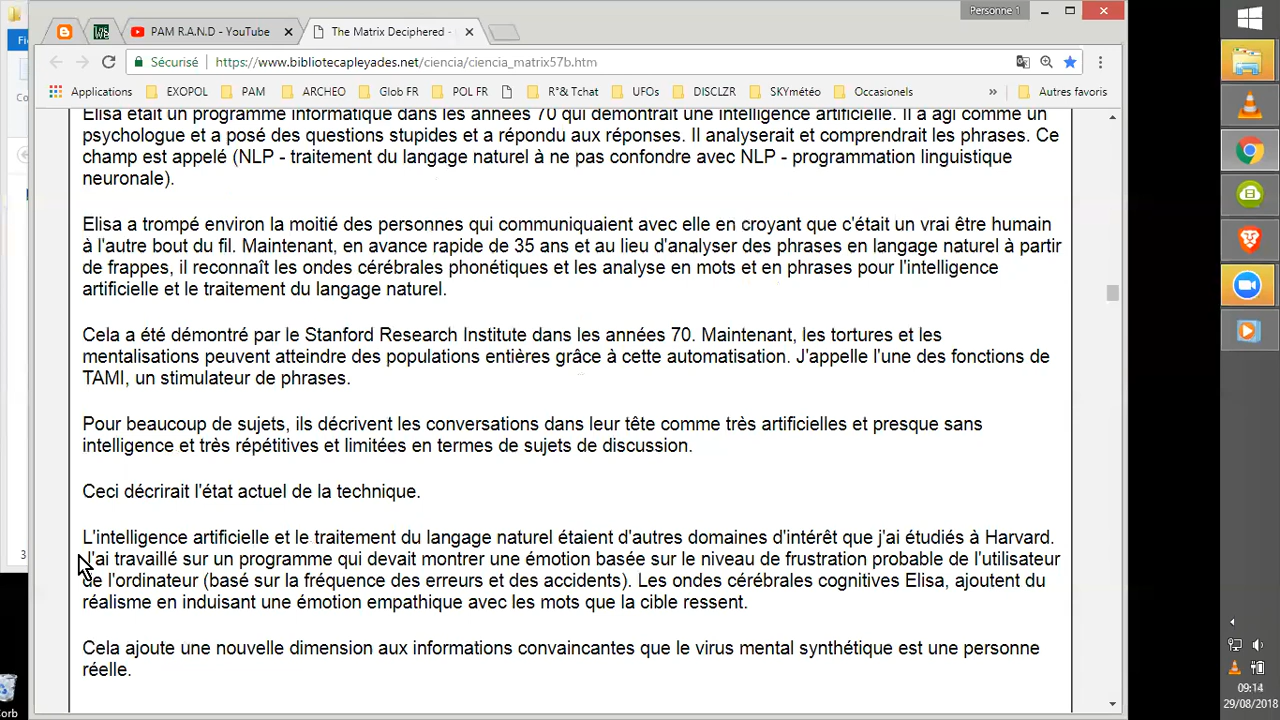 Personne 1
PAM R.A.N.D - YouTube
The Matrix Deciphered -
Sécurisé
https://www.bibliotecapleyades.net/ciencia/ciencia_matrix57b.htm
Applications
EXOPOL
PAM
ARCHEO
Glob FR
POL FR
R°& Tchat
UFOs
DISCLZR
SKYmétéo
Occasionels
»
Autres favoris
Elisa était un programme informatique dans les années 70 qui démontrait une intelligence artificielle. Il a agi comme un
psychologue et a posé des questions stupides et a répondu aux réponses. Il analyserait et comprendrait les phrases. Ce
champ est appelé (NLP - traitement du langage naturel à ne pas confondre avec NLP - programmation linguistique
neuronale).
Elisa a trompé environ la moitié des personnes qui communiquaient avec elle en croyant que c'était un vrai être humain
à l'autre bout du fil. Maintenant, en avance rapide de 35 ans et au lieu d'analyser des phrases en langage naturel à partir
de frappes, il reconnaît les ondes cérébrales phonétiques et les analyse en mots et en phrases pour l'intelligence
artificielle et le traitement du langage naturel.
Cela a été démontré par le Stanford Research Institute dans les années 70. Maintenant, les tortures et les
mentalisations peuvent atteindre des populations entières grâce à cette automatisation. J'appelle l'une des fonctions de
TAMI, un stimulateur de phrases.
Pour beaucoup de sujets, ils décrivent les conversations dans leur tête comme très artificielles et presque sans
intelligence et très répétitives et limitées en termes de sujets de discussion.
Ceci décrirait l'état actuel de la technique.
L'intelligence artificielle et le traitement du langage naturel étaient d'autres domaines d'intérêt que j'ai étudiés à Harvard.
J'ai travaillé sur un programme qui devait montrer une émotion basée sur le niveau de frustration probable de l'utilisateur
de l'ordinateur (basé sur la fréquence des erreurs et des accidents). Les ondes cérébrales cognitives Elisa, ajoutent du
réalisme en induisant une émotion empathique avec les mots que la cible ressent.
Cela ajoute une nouvelle dimension aux informations convaincantes que le virus mental synthétique est une personne
réelle.
09:14
29/08/2018